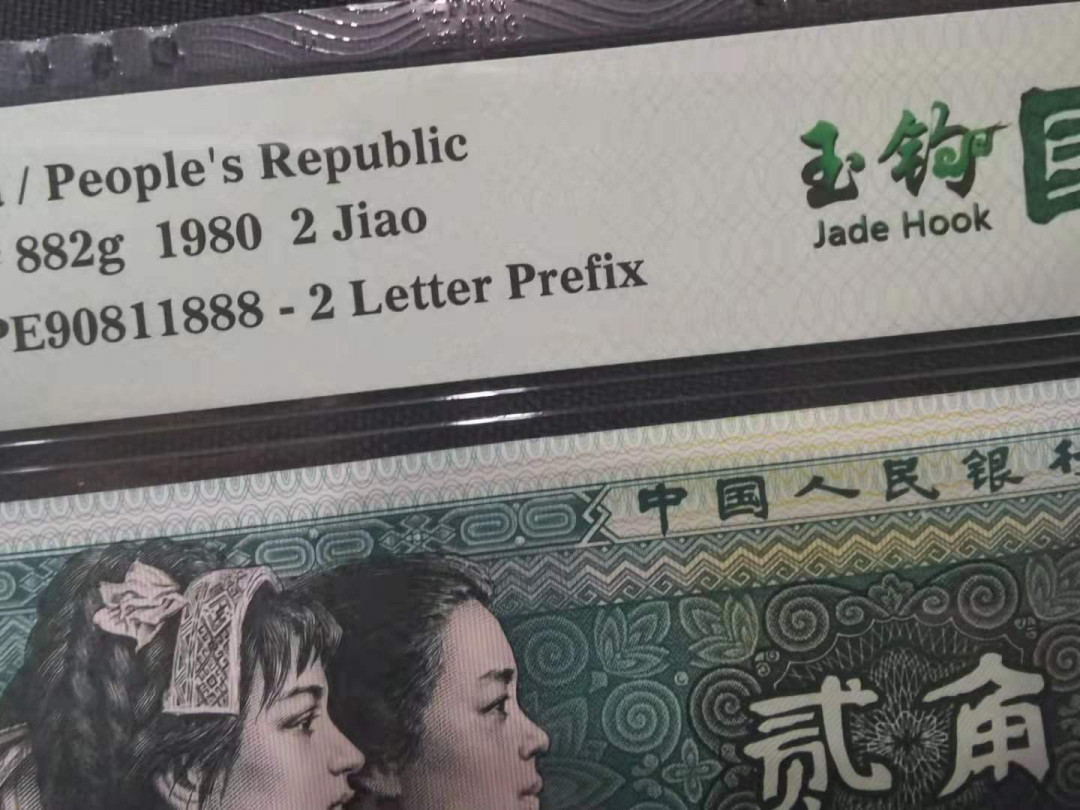 / People's Republic
882g 1980 2 Jiao
PE90811888 - 2 Letter Prefix
玉钩
Jade Hook
中国人民银
贰角